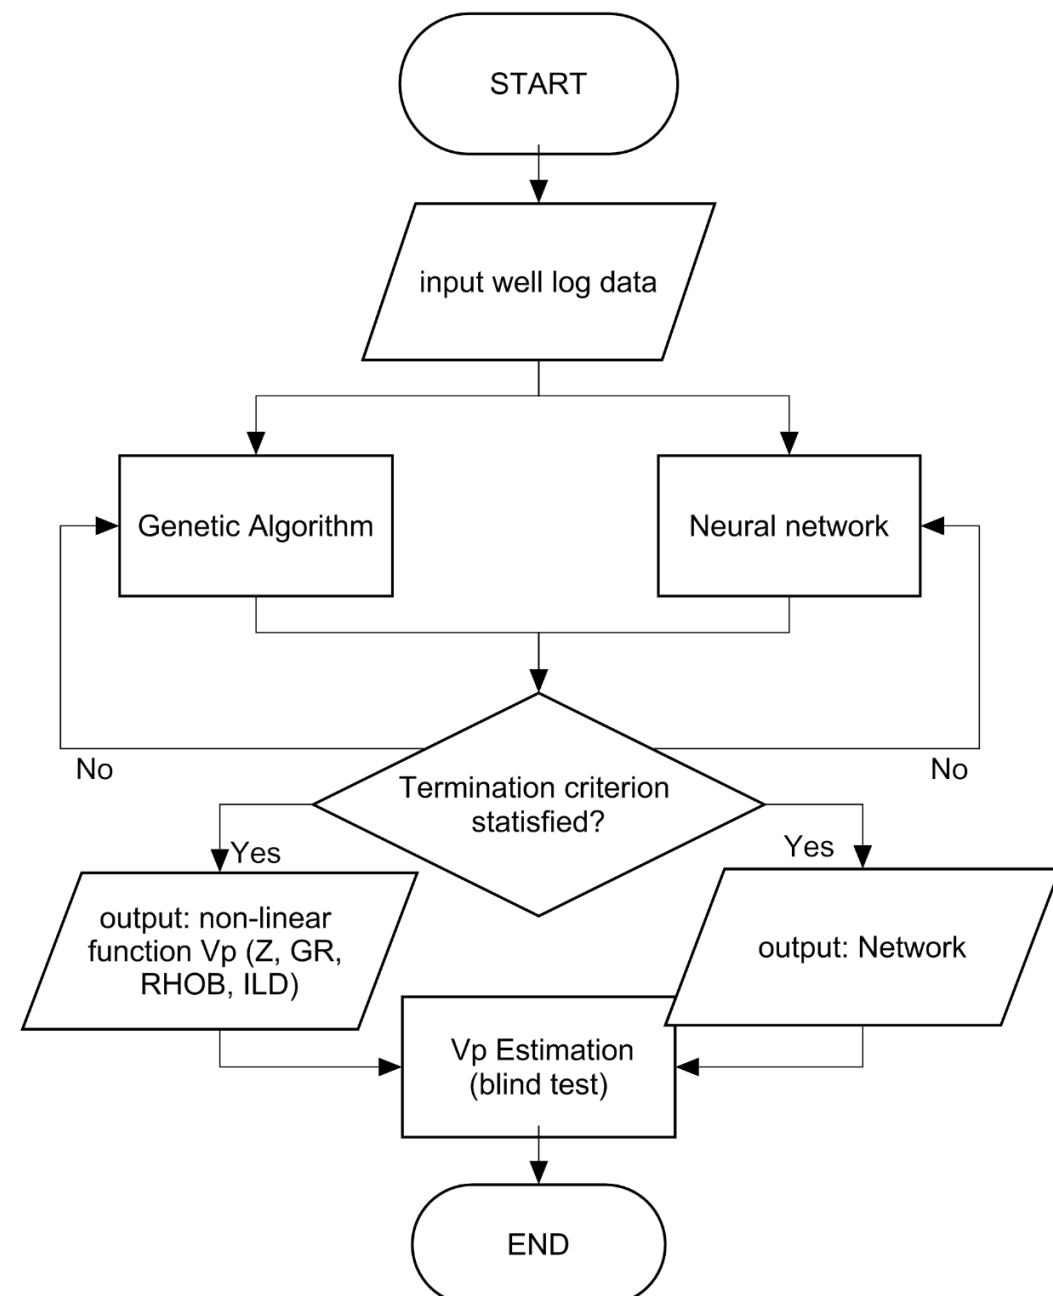 START
input well log data
Genetic Algorithm
Neural network
No
No
Termination criterion
statisfied?
Yes
Yes
output: non-linear
function Vp (Z, GR,
RHOB, ILD)
output: Network
Vp Estimation
(blind test)
END